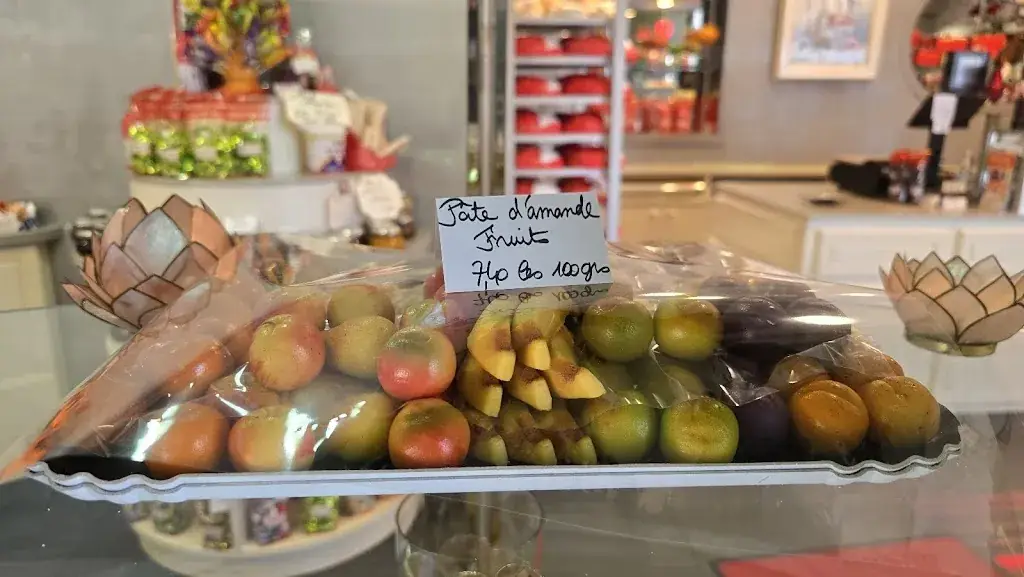 Pâte d'amande
Fruits
7,40 les 100grs